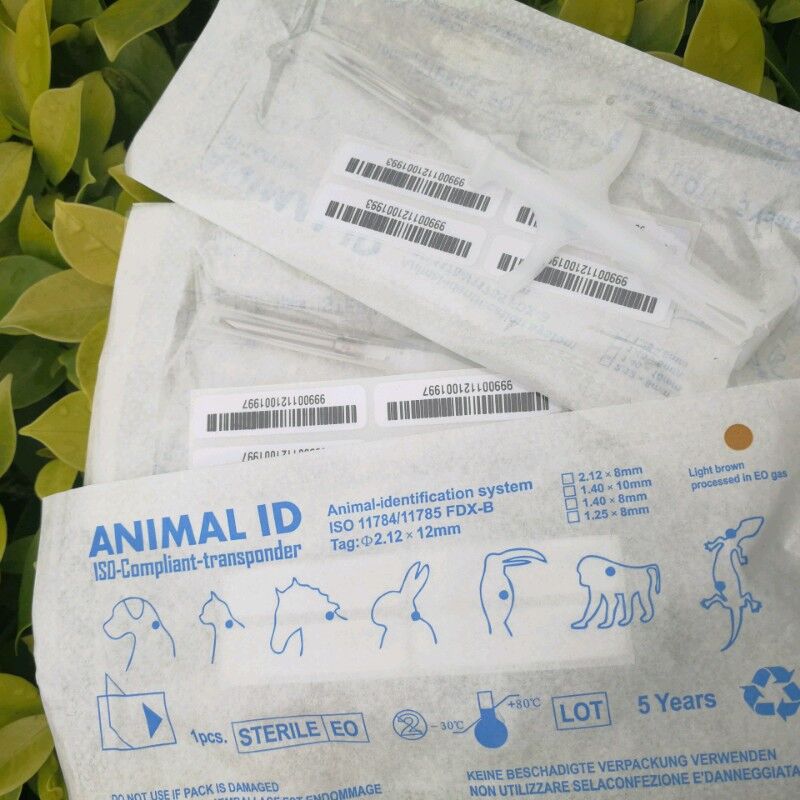 999001121001993
999001121001993
999001121001993
999001121001997
999001121001997
ANIMAL ID
ISO-Compliant-transponder
Animal-identification system
ISO 11784/11785 FDX-B
Tag:Φ2.12 × 12mm
2.12 × 8mm
1.40 × 10mm
1.40 × 8mm
1.25 × 8mm
Light brown
processed in EO gas
1pcs.
STERILE EO
2
-30℃
+80℃
LOT
5 Years
DO NOT USE IF PACK IS DAMAGED
KEINE BESCHADIGTE VERPACKUNG VERWENDEN
NON UTILIZZARE SELACONFEZIONE E'DANNEGGIATA